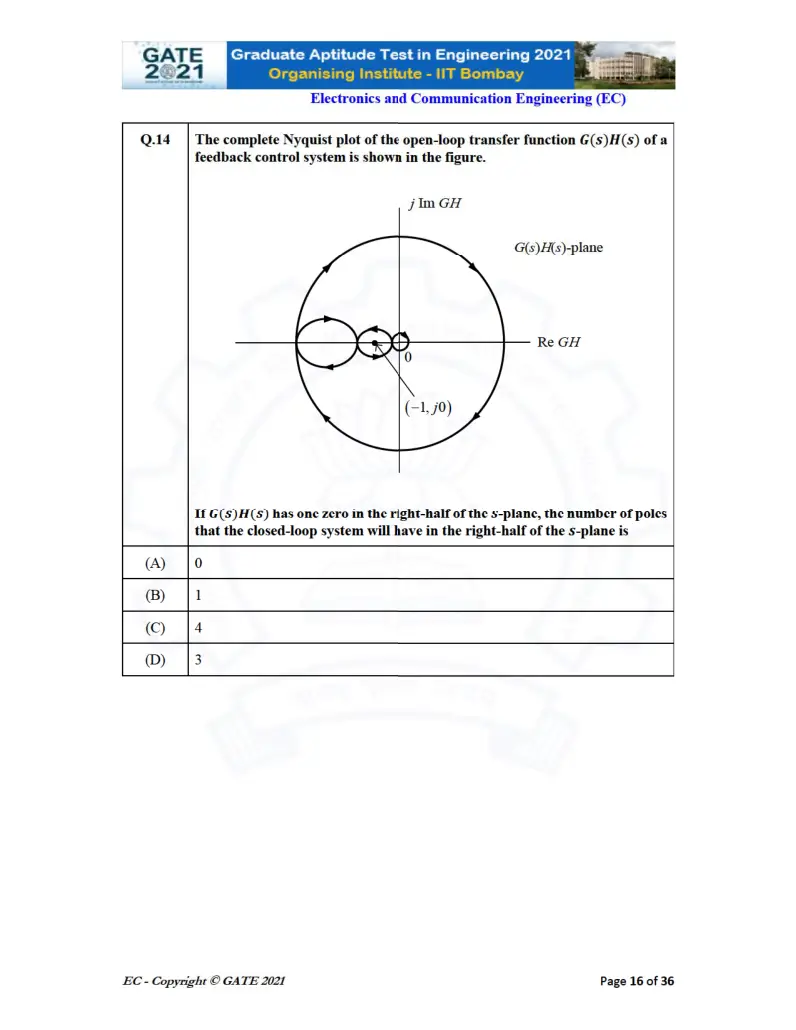 GATE
2021
Graduate Aptitude Test in Engineering 2021
Organising Institute - IIT Bombay
Electronics and Communication Engineering (EC)
Q.14 The complete Nyquist plot of the open-loop transfer function G(s)H(s) of a
feedback control system is shown in the figure.
j Im GH
G(s)H(s)-plane
Re GH
0
(−1, j0)
If G(s)H(s) has one zero in the right-half of the s-plane, the number of poles
that the closed-loop system will have in the right-half of the s-plane is
(A) 0
(B) 1
(C) 4
(D) 3
EC - Copyright © GATE 2021 Page 16 of 36